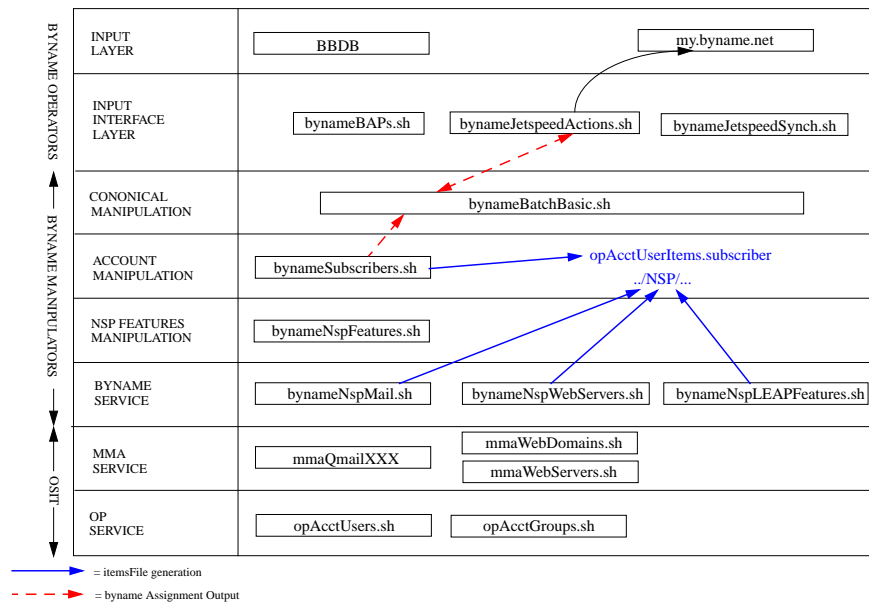 BYNAME OPERATORS
BYNAME MANIPULATORS
OSIT
INPUT
LAYER
BBDB
my.byname.net
INPUT
INTERFACE
LAYER
bynameBAPs.sh
bynameJetspeedActions.sh
bynameJetspeedSynch.sh
CONONICAL
MANIPULATION
bynameBatchBasic.sh
ACCOUNT
MANIPULATION
bynameSubscribers.sh
opAcctUserItems.subscriber
../NSP/...
NSP FEATURES
MANIPULATION
bynameNspFeatures.sh
BYNAME
SERVICE
bynameNspMail.sh
bynameNspWebServers.sh
bynameNspLEAPFeatures.sh
MMA
SERVICE
mmaQmailXXX
mmaWebDomains.sh
mmaWebServers.sh
OP
SERVICE
opAcctUsers.sh
opAcctGroups.sh
= itemsFile generation
= byname Assignment Output